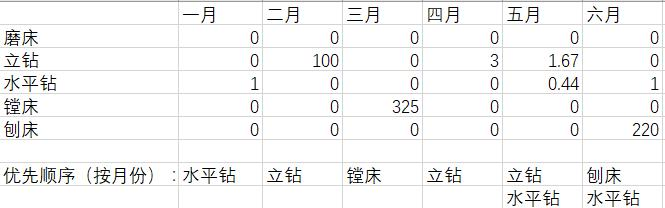 一月 二月 三月 四月 五月 六月
磨床 0 0 0 0 0 0
立钻 0 100 0 3 1.67 0
水平钻 1 0 0 0 0.44 1
镗床 0 0 325 0 0 0
刨床 0 0 0 0 0 220
优先顺序（按月份）：水平钻 立钻 镗床 立钻 立钻 刨床
水平钻 水平钻